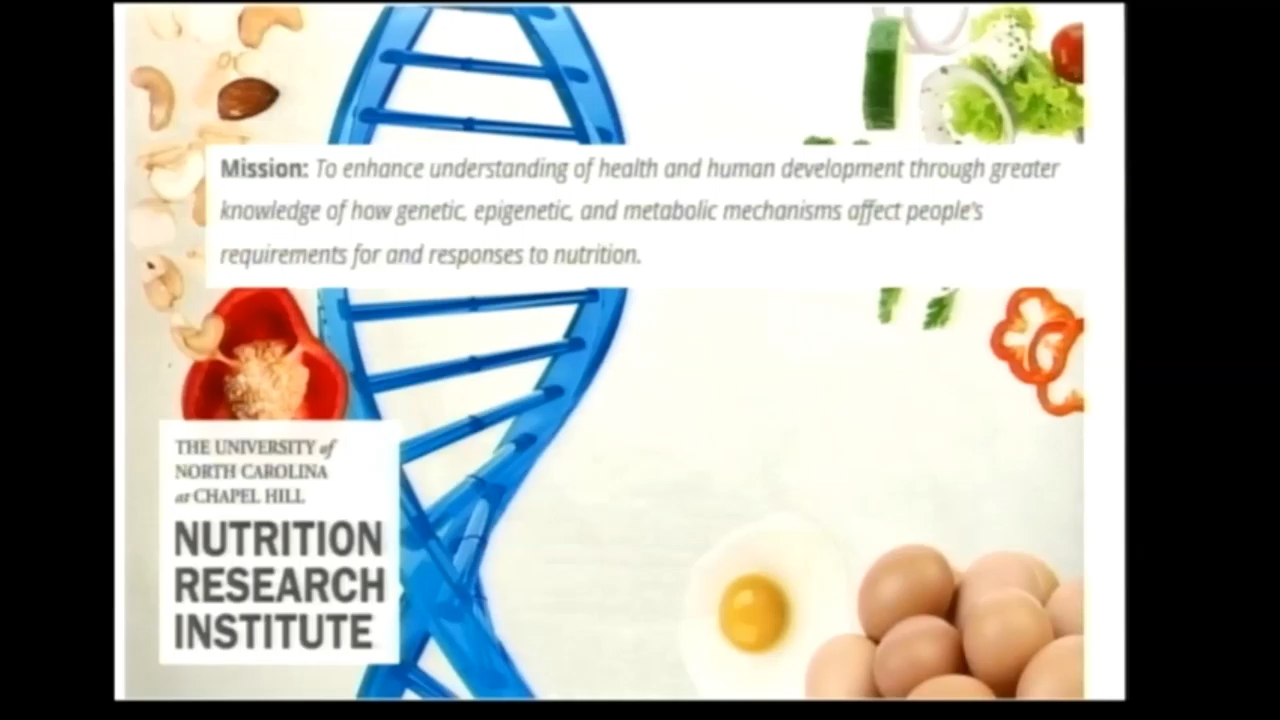 Mission: To enhance understanding of health and human development through greater
knowledge of how genetic, epigenetic, and metabolic mechanisms affect people's
requirements for and responses to nutrition.
THE UNIVERSITY of
NORTH CAROLINA
at CHAPEL HILL
NUTRITION
RESEARCH
INSTITUTE